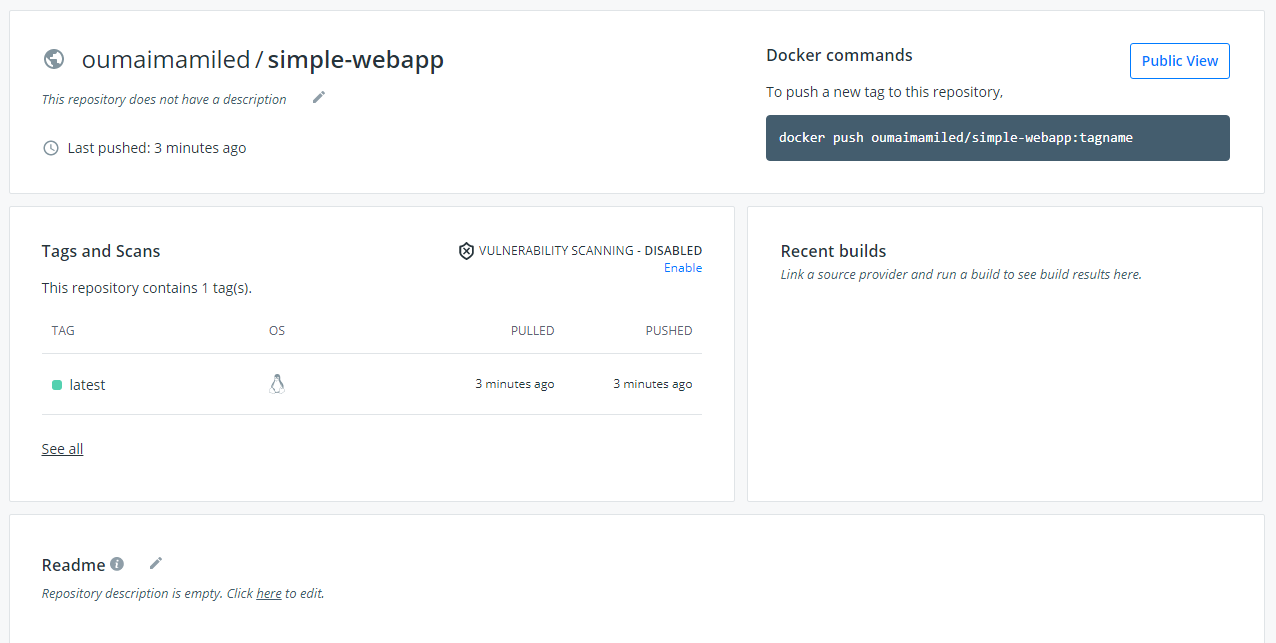 oumaimamiled / simple-webapp
This repository does not have a description
Last pushed: 3 minutes ago
Docker commands
Public View
To push a new tag to this repository,
docker push oumaimamiled/simple-webapp:tagname
Tags and Scans
VULNERABILITY SCANNING - DISABLED
Enable
This repository contains 1 tag(s).
TAG OS PULLED PUSHED
latest 3 minutes ago 3 minutes ago
See all
Recent builds
Link a source provider and run a build to see build results here.
Readme
Repository description is empty. Click here to edit.